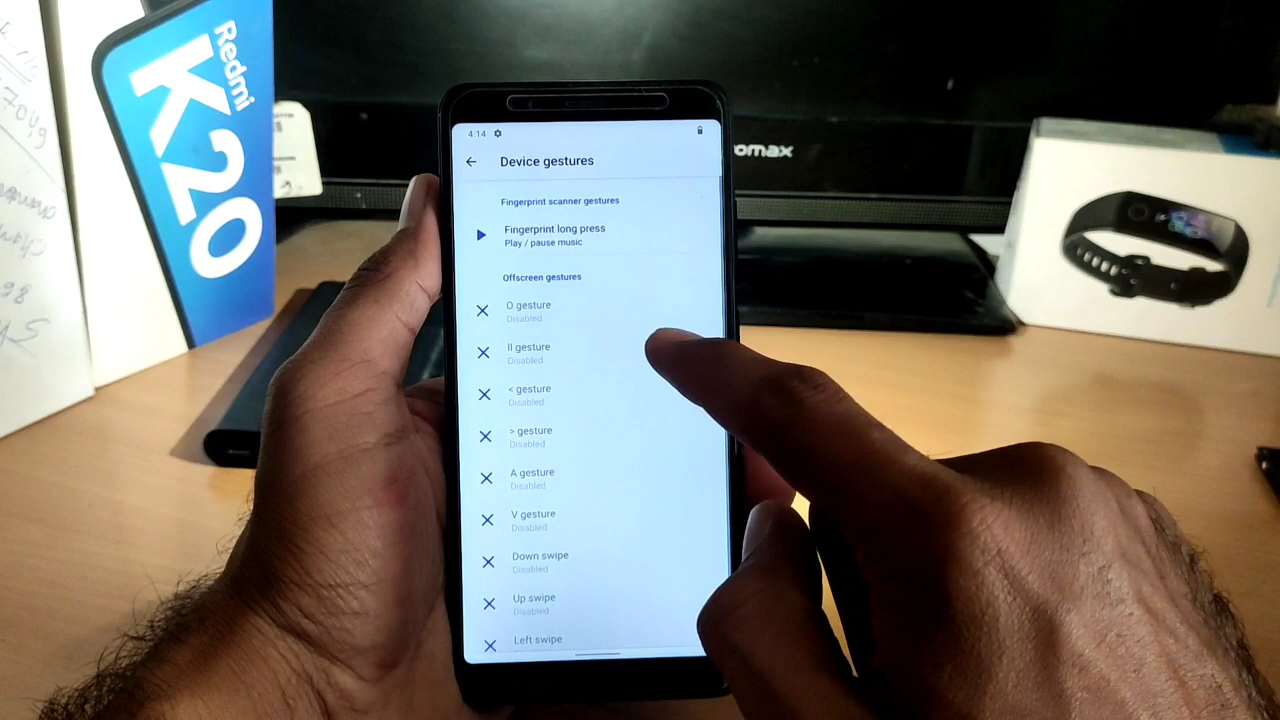 Redmi
K20
omax
4:14
Device gestures
Fingerprint scanner gestures
Fingerprint long press
Play / pause music
Offscreen gestures
O gesture
Disabled
II gesture
Disabled
< gesture
Disabled
> gesture
Disabled
A gesture
Disabled
V gesture
Disabled
Down swipe
Disabled
Up swipe
Disabled
Left swipe